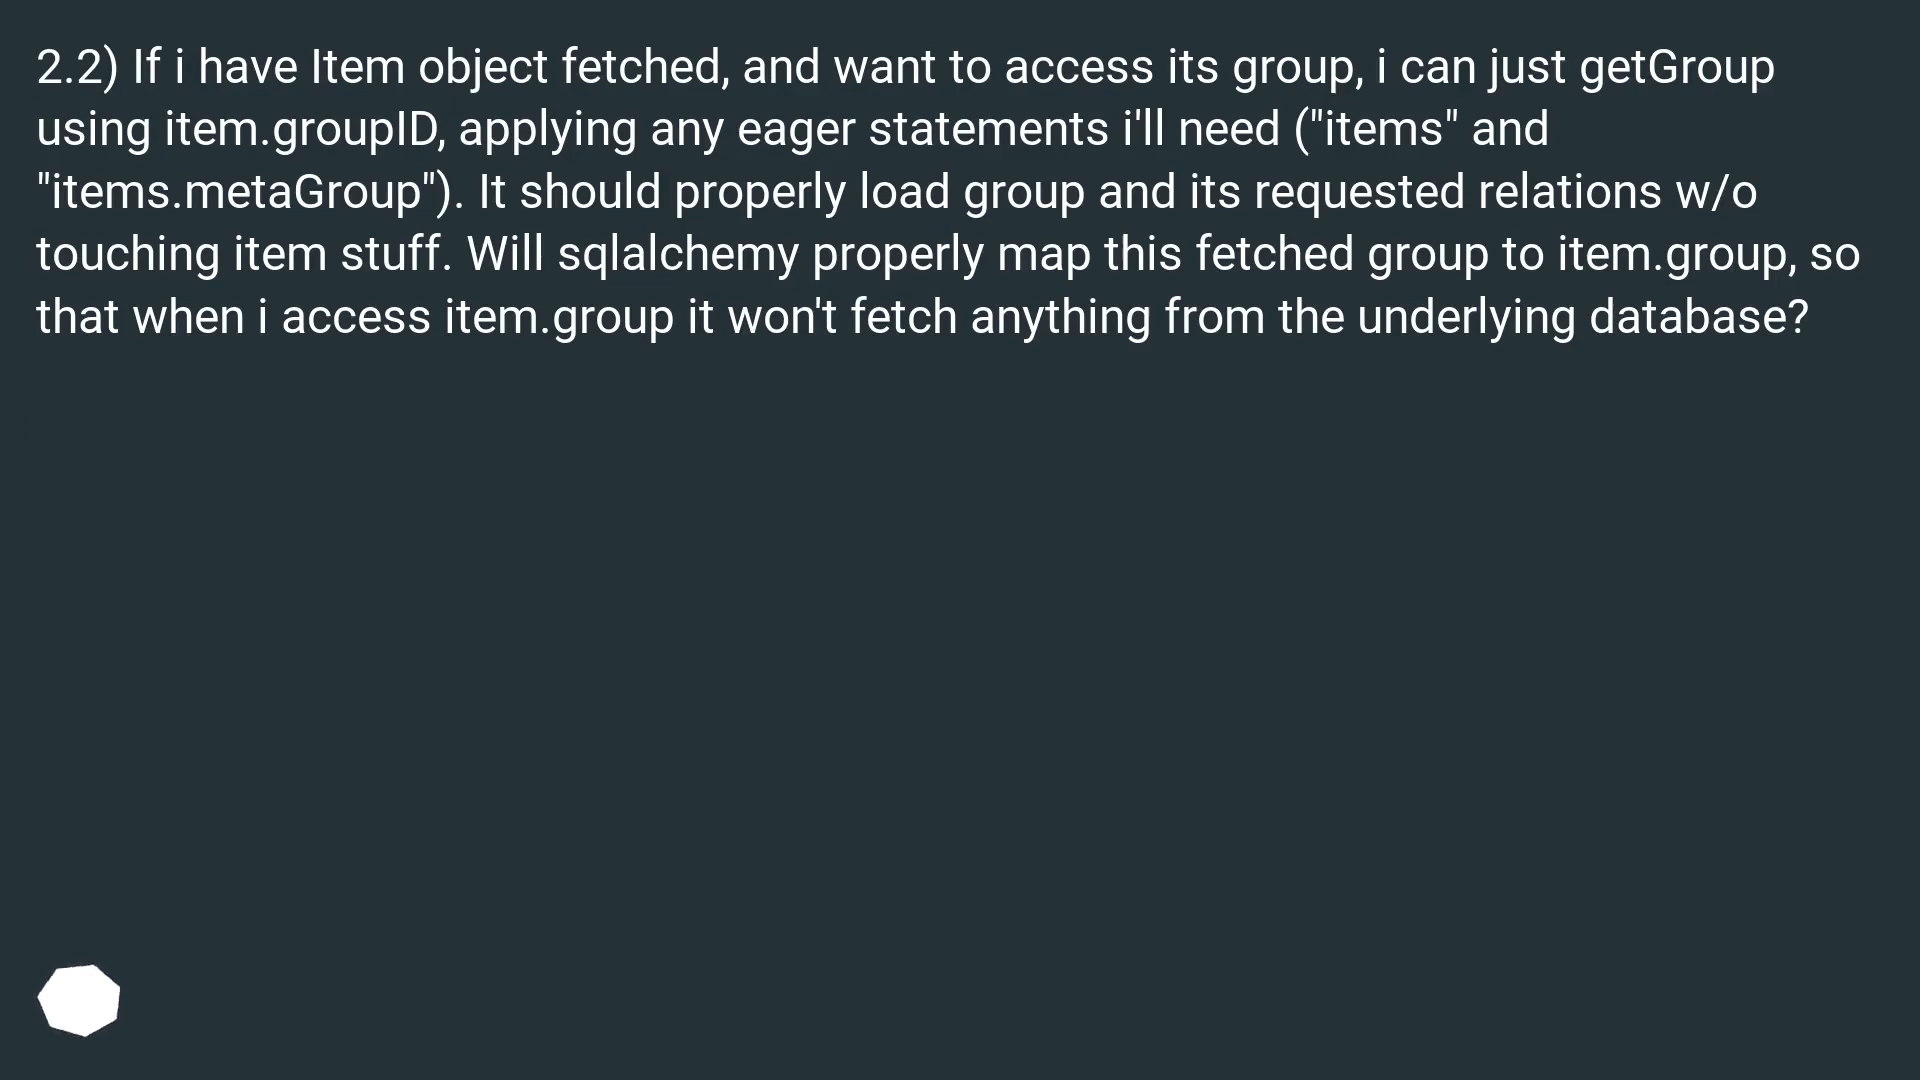 2.2) If i have Item object fetched, and want to access its group, i can just getGroup
using item.groupID, applying any eager statements i'll need ("items" and
"items.metaGroup"). It should properly load group and its requested relations w/o
touching item stuff. Will sqlalchemy properly map this fetched group to item.group, so
that when i access item.group it won't fetch anything from the underlying database?